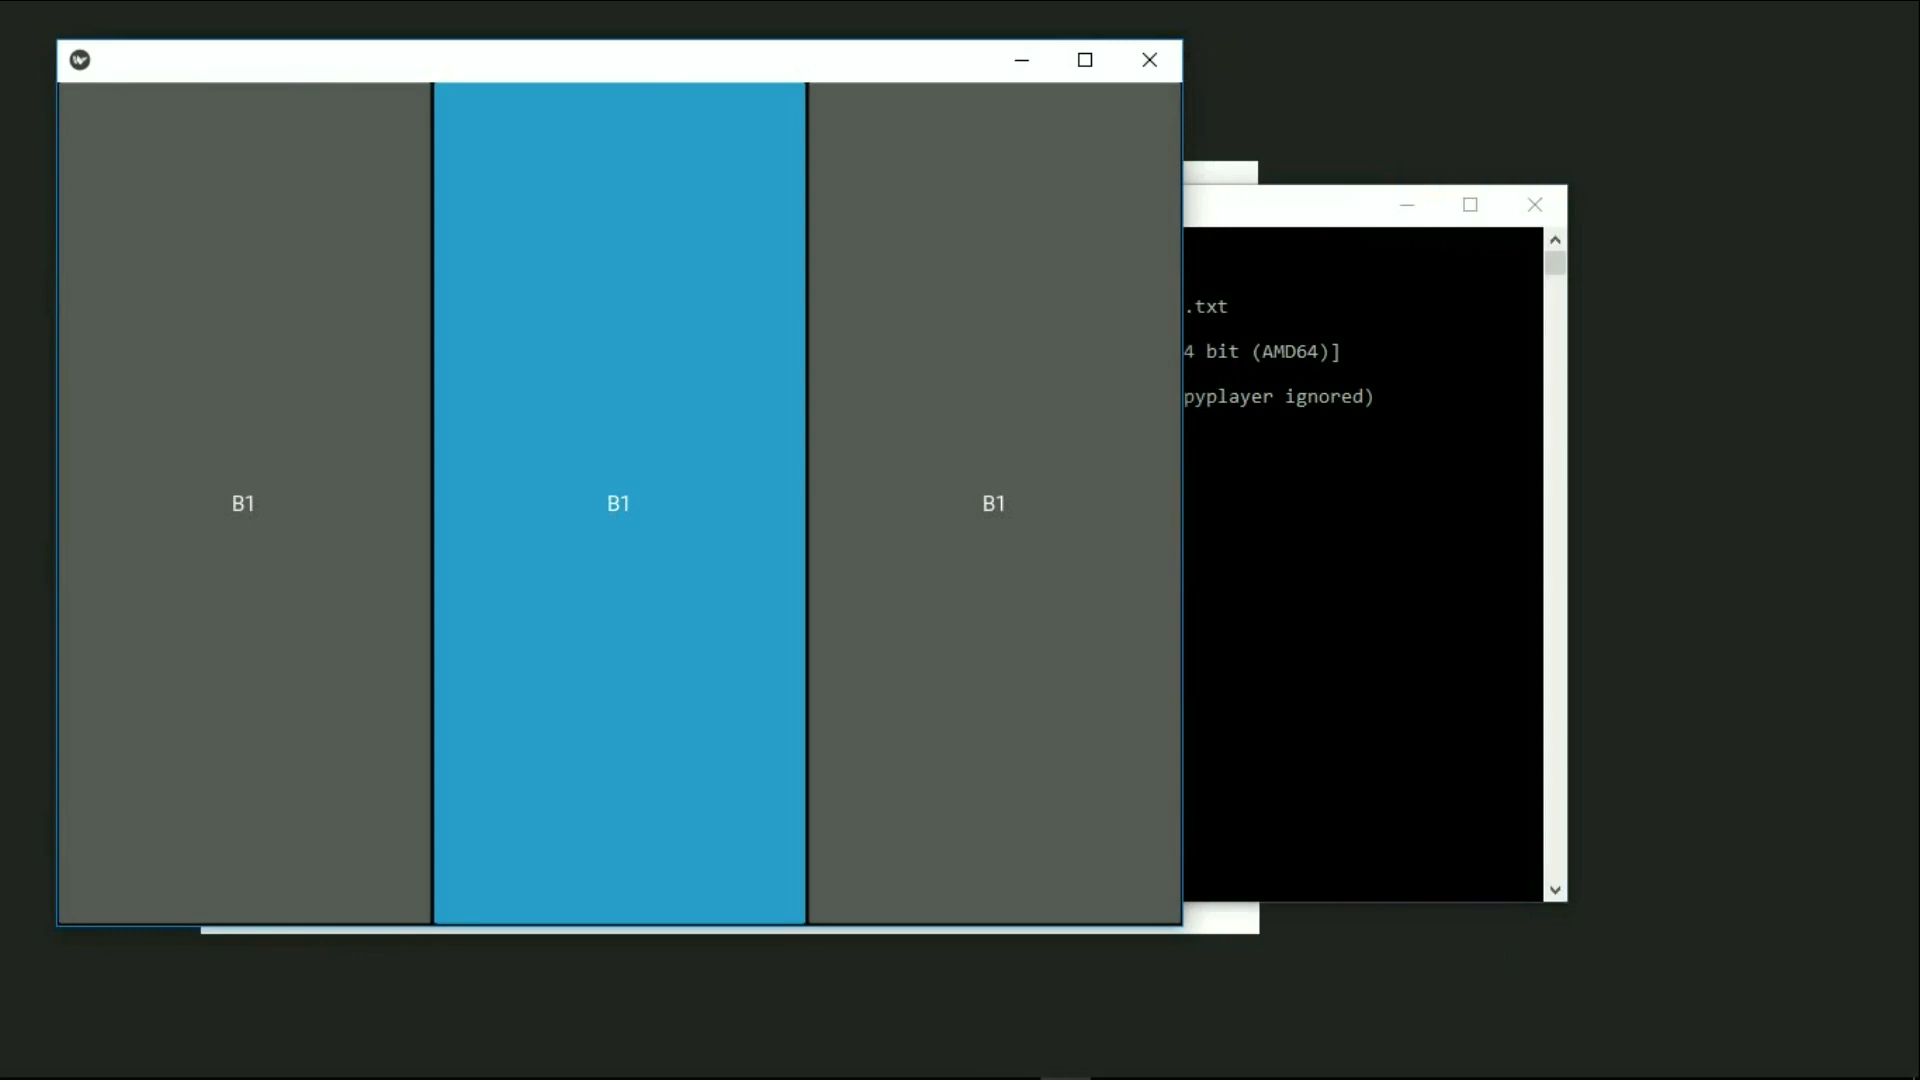 B1 B1 B1
.txt
4 bit (AMD64)]
pyplayer ignored)